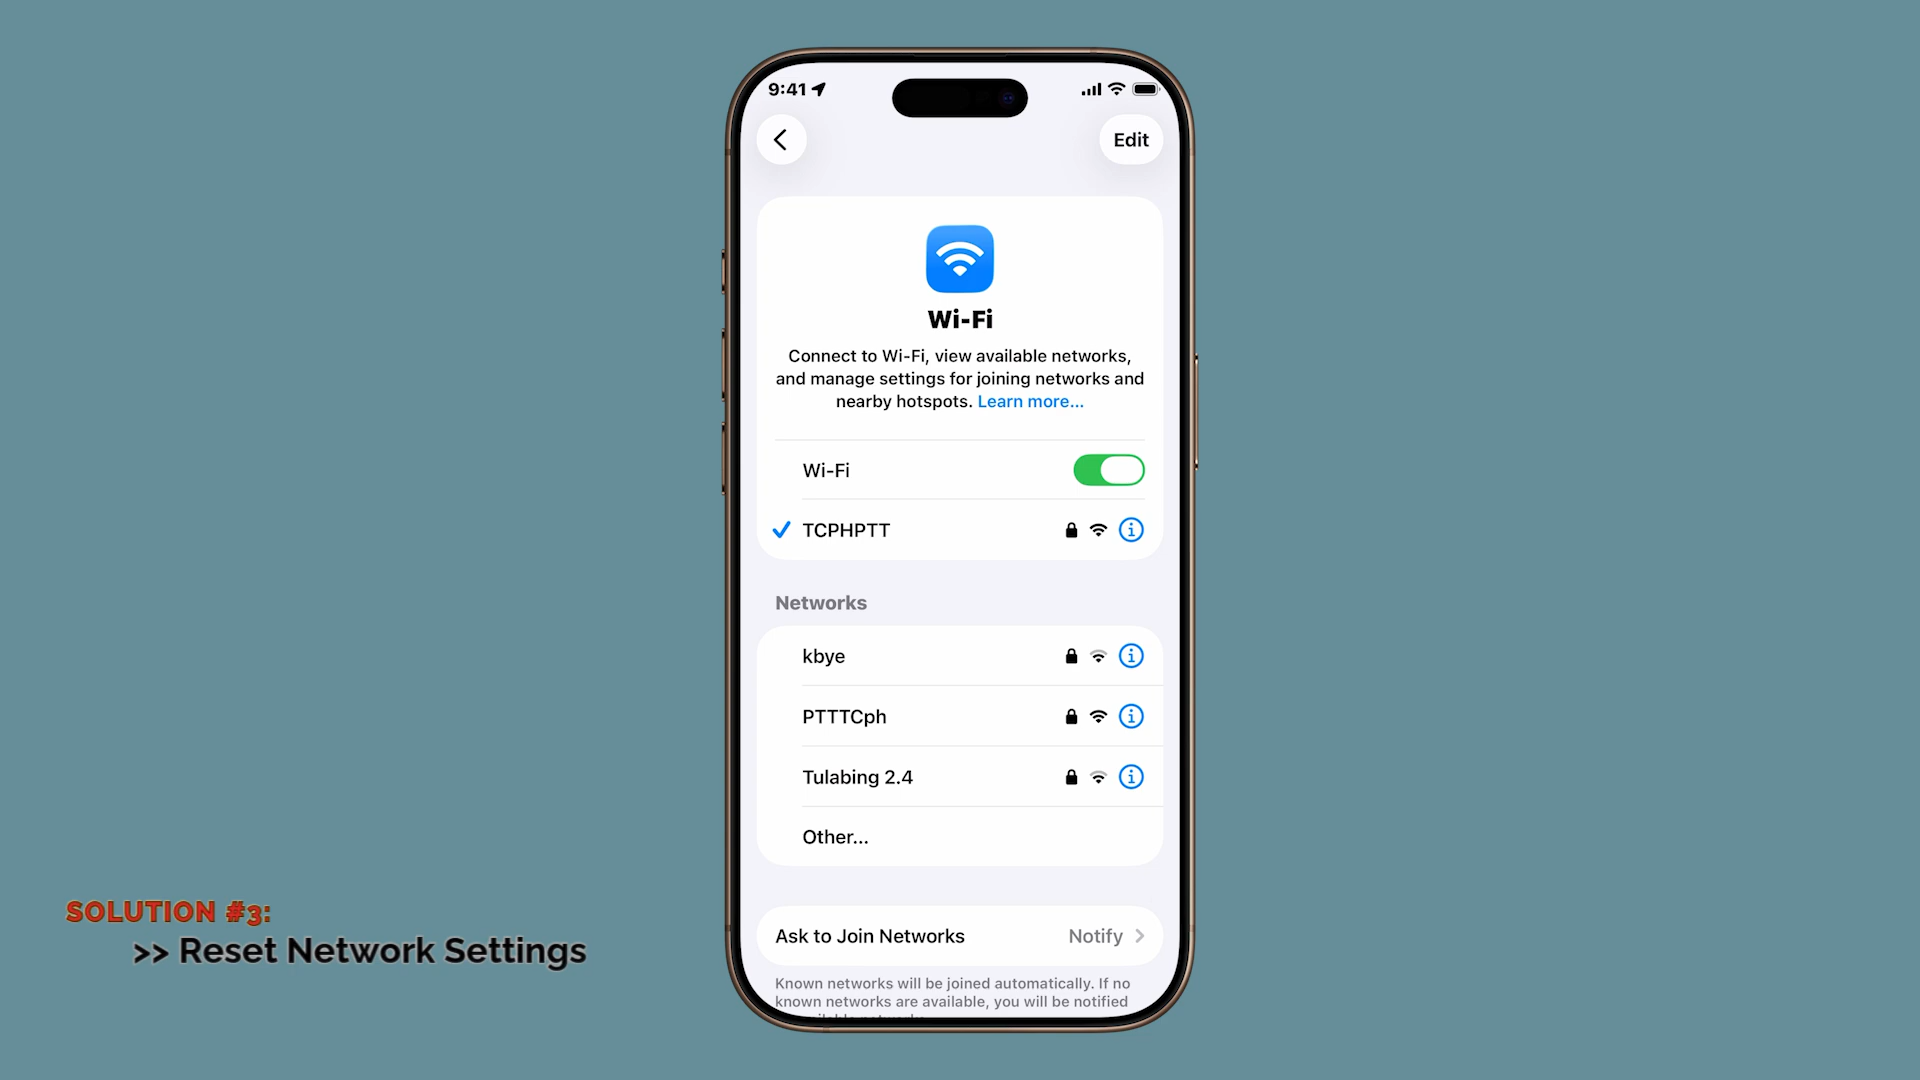 9:41
Edit
Wi-Fi
Connect to Wi-Fi, view available networks,
and manage settings for joining networks and
nearby hotspots. Learn more...
Wi-Fi
TCPHPTT
Networks
kbye
PTTTCph
Tulabing 2.4
Other...
Ask to Join Networks Notify
Known networks will be joined automatically. If no
known networks are available, you will be notified
SOLUTION #3:
>> Reset Network Settings